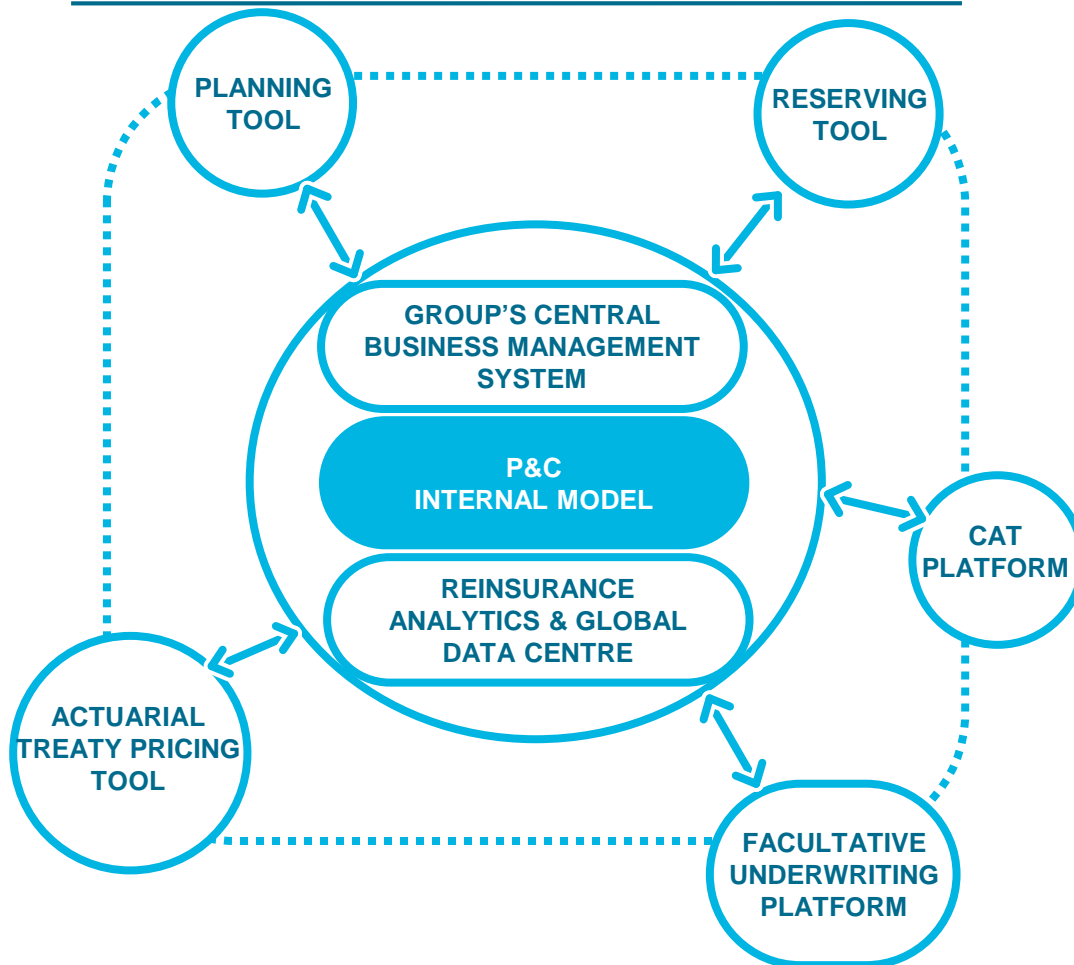 PLANNING
TOOL
RESERVING
TOOL
GROUP’S CENTRAL
BUSINESS MANAGEMENT
SYSTEM
P&C
INTERNAL MODEL
CAT
PLATFORM
REINSURANCE
ANALYTICS & GLOBAL
DATA CENTRE
ACTUARIAL
TREATY PRICING
TOOL
FACULTATIVE
UNDERWRITING
PLATFORM